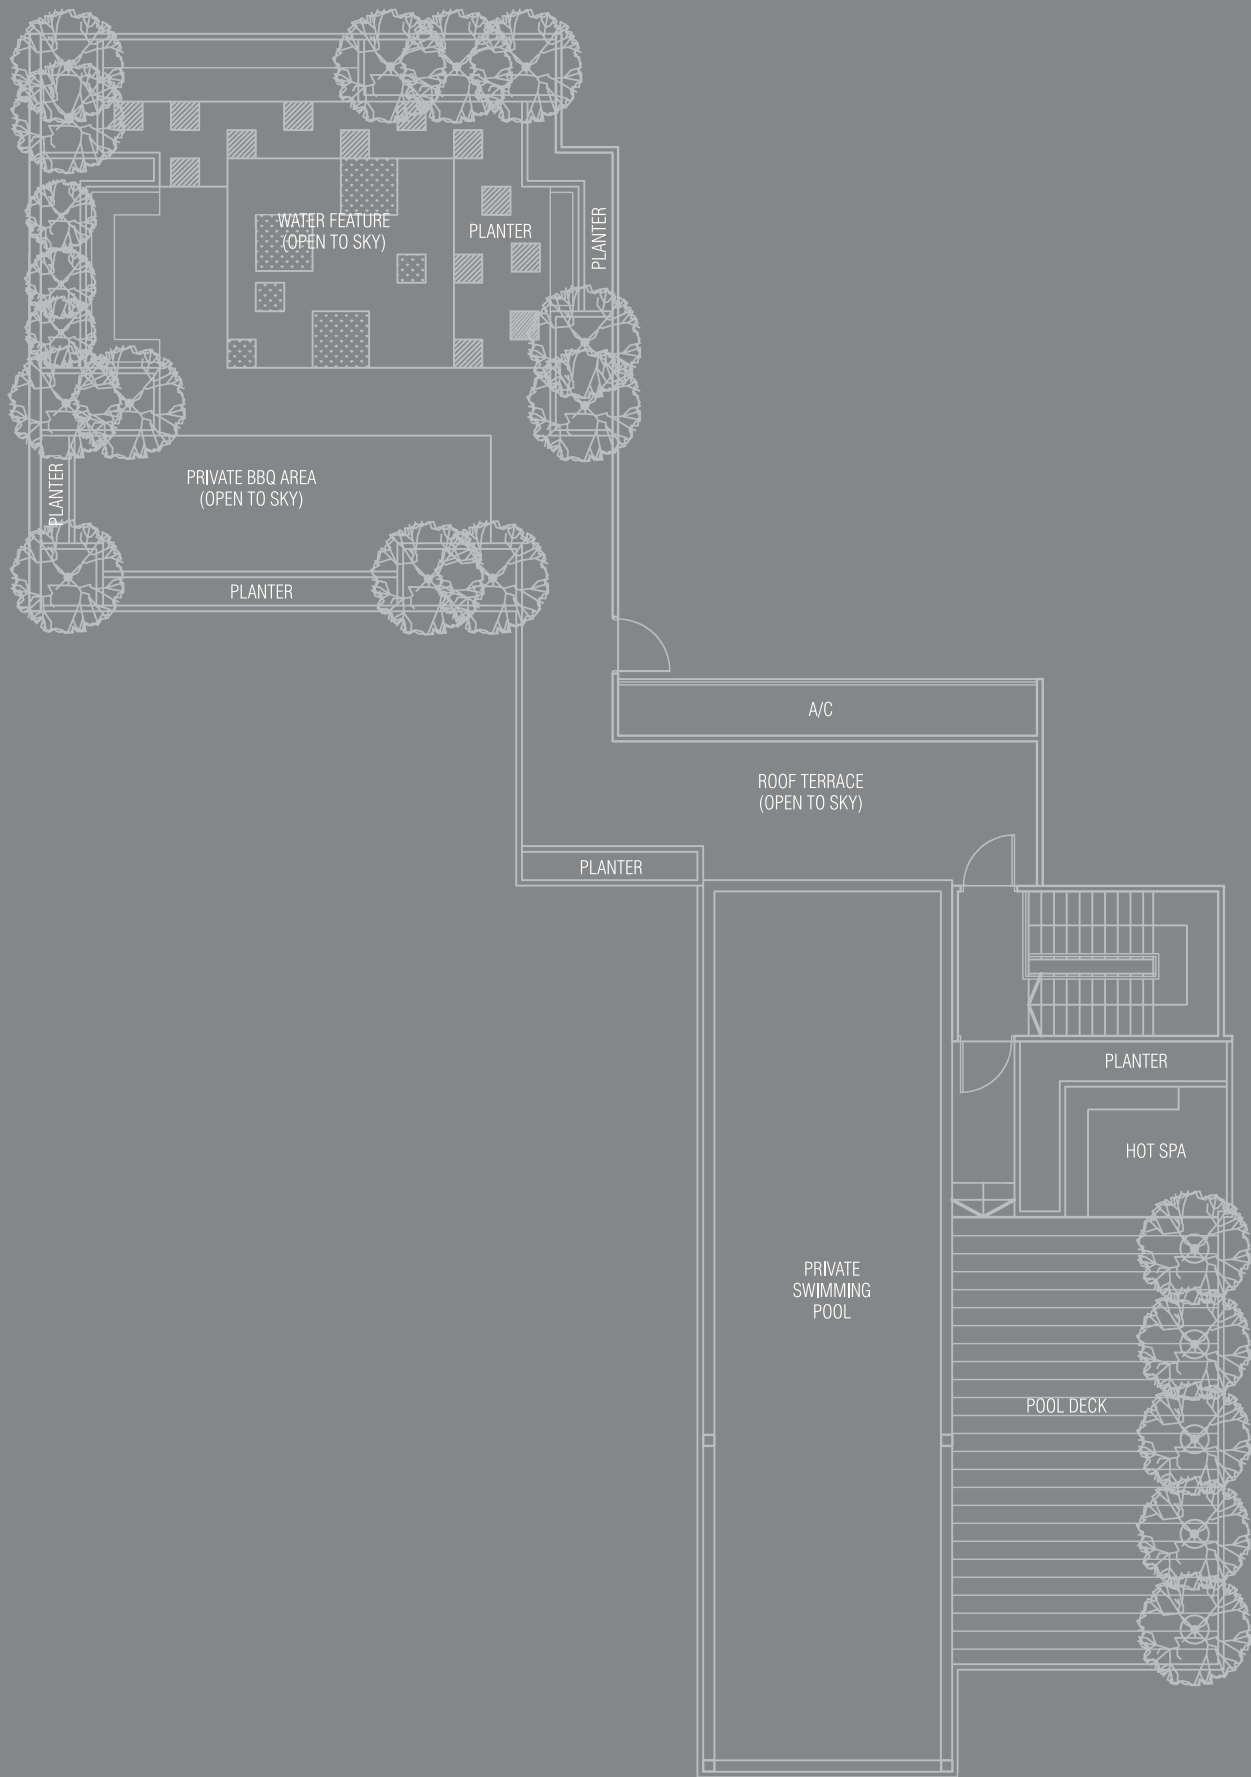 WATER FEATURE
(OPEN TO SKY)
PLANTER
PLANTER
PRIVATE BBQ AREA
(OPEN TO SKY)
PLANTER
PLANTER
A/C
ROOF TERRACE
(OPEN TO SKY)
PLANTER
PLANTER
HOT SPA
PRIVATE
SWIMMING
POOL
POOL DECK